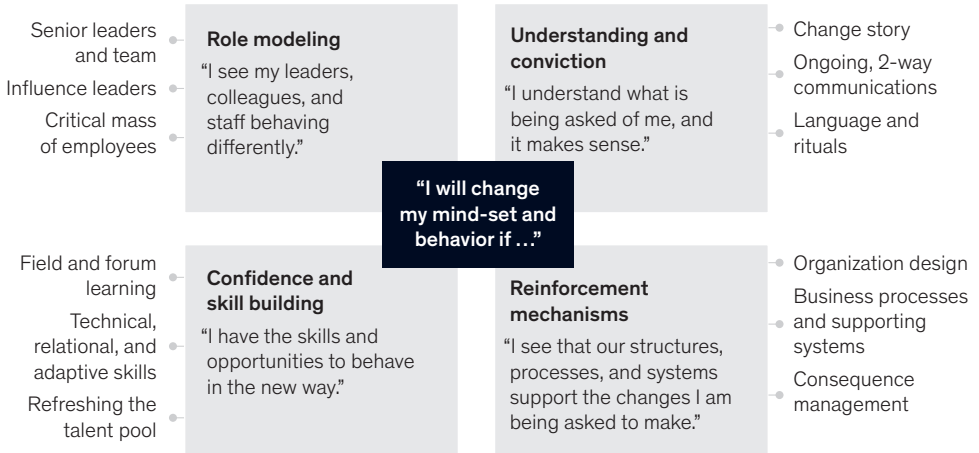 Senior leaders
and team
Influence leaders
Critical mass
of employees
Role modeling
“I see my leaders,
colleagues, and
staff behaving
differently.”
Understanding and
conviction
“I understand what is
being asked of me, and
it makes sense.”
Change story
Ongoing, 2-way
communications
Language and
rituals
“I will change
my mind-set and
behavior if …”
Field and forum
learning
Technical,
relational, and
adaptive skills
Refreshing the
talent pool
Confidence and
skill building
“I have the skills and
opportunities to behave
in the new way.”
Reinforcement
mechanisms
“I see that our structures,
processes, and systems
support the changes I am
being asked to make.”
Organization design
Business processes
and supporting
systems
Consequence
management